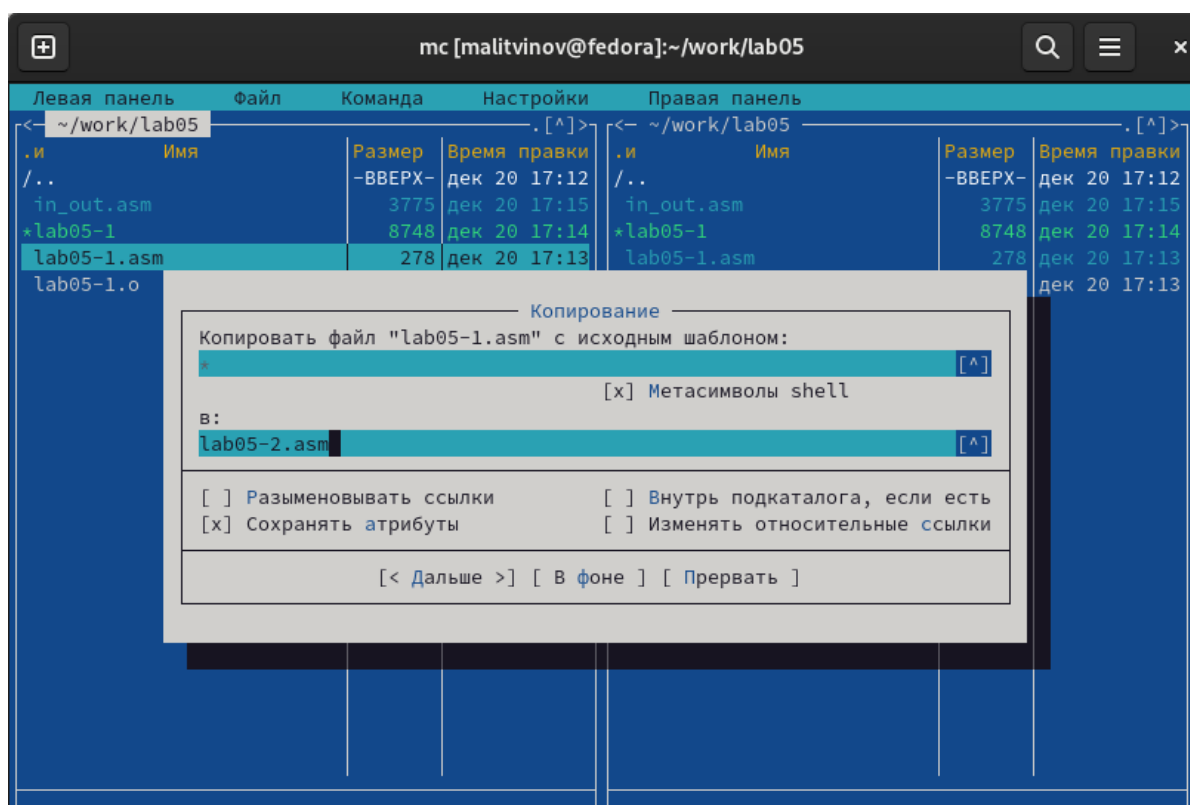 mc [malitvinov@fedora]:~/work/lab05
Левая панель Файл Команда Настройки Правая панель
<— ~/work/lab05 .[^]> <— ~/work/lab05 .[^]>
.и Имя Размер Время правки .и Имя Размер Время правки
/.. -ВВЕРХ- дек 20 17:12 /.. -ВВЕРХ- дек 20 17:12
in_out.asm 3775 дек 20 17:15 in_out.asm 3775 дек 20 17:15
*lab05-1 8748 дек 20 17:14 *lab05-1 8748 дек 20 17:14
lab05-1.asm 278 дек 20 17:13 lab05-1.asm 278 дек 20 17:13
lab05-1.o дек 20 17:13
Копирование
Копировать файл "lab05-1.asm" с исходным шаблоном:
* [^]
[x] Метасимволы shell
в:
lab05-2.asm [^]
[ ] Разыменовывать ссылки [ ] Внутрь подкаталога, если есть
[x] Сохранять атрибуты [ ] Изменять относительные ссылки
[< Дальше >] [ В фоне ] [ Прервать ]